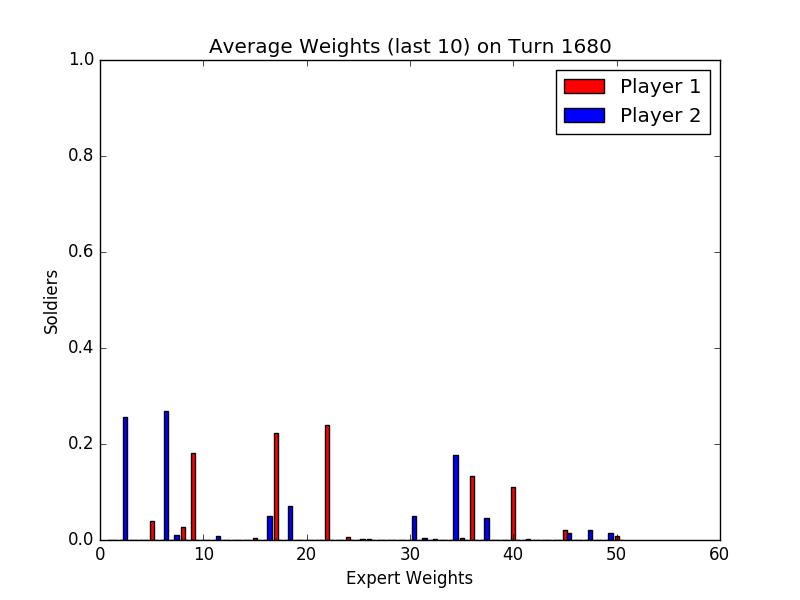 Average Weights (last 10) on Turn 1680
1.0
0.8
0.6
0.4
0.2
0.0
Soldiers
0 10 20 30 40 50 60
Expert Weights
Player 1
Player 2